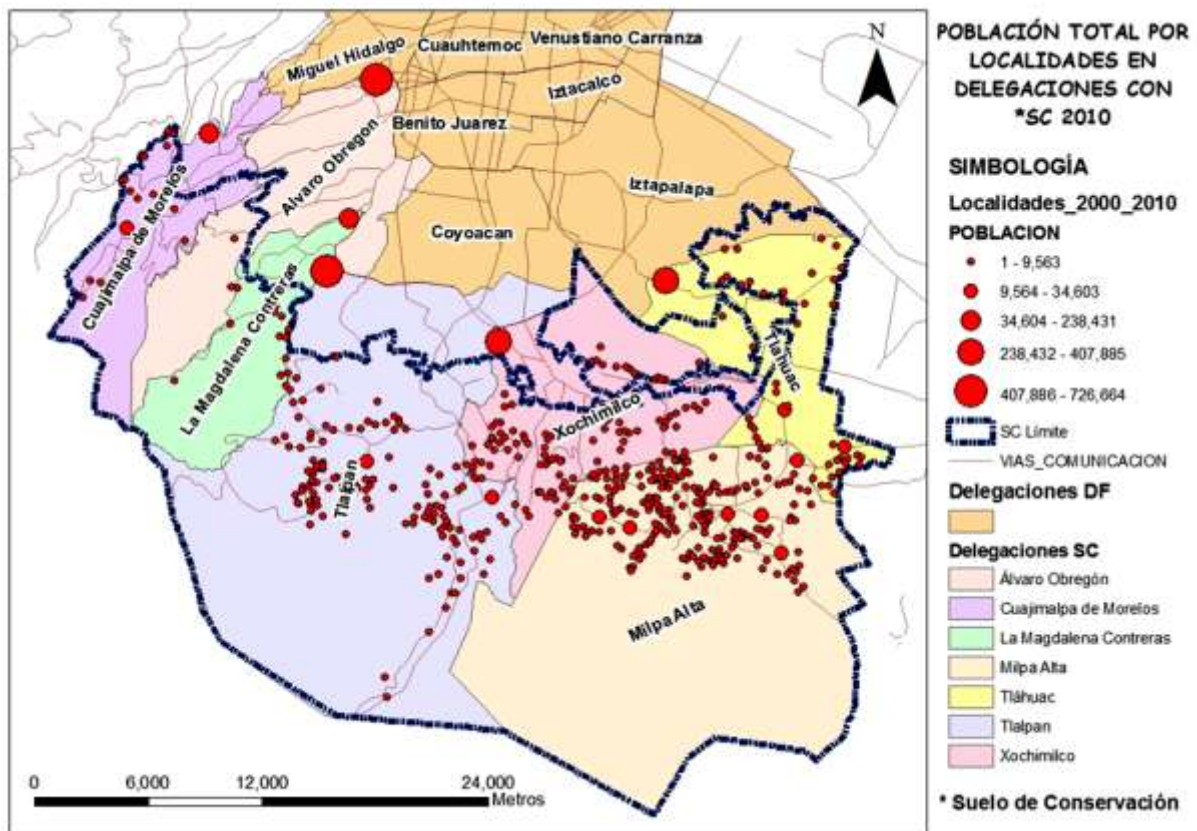 Miguel Hidalgo
Cuauhtemoc
Venustiano Carranza
Iztacalco
Benito Juarez
Alvaro Obregon
Iztapalapa
Coyoacan
Cuajimalpa de Morelos
La Magdalena Contreras
Tlahuac
Xochimilco
Tlalpan
Milpa Alta
N
0 6,000 12,000 24,000
Metros
POBLACIÓN TOTAL POR
LOCALIDADES EN
DELEGACIONES CON
*SC 2010
SIMBOLOGÍA
Localidades_2000_2010
POBLACION
1 - 9,563
9,564 - 34,603
34,604 - 238,431
238,432 - 407,885
407,886 - 726,664
SC Límite
VIAS_COMUNICACION
Delegaciones DF
Delegaciones SC
Álvaro Obregón
Cuajimalpa de Morelos
La Magdalena Contreras
Milpa Alta
Tláhuac
Tlalpan
Xochimilco
* Suelo de Conservación